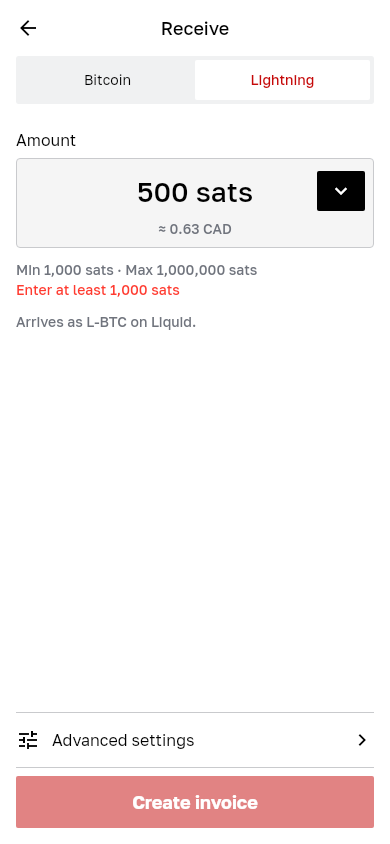 Receive
Bitcoin
Lightning
Amount
500 sats
≈ 0.63 CAD
Min 1,000 sats · Max 1,000,000 sats
Enter at least 1,000 sats
Arrives as L-BTC on Liquid.
Advanced settings
Create invoice